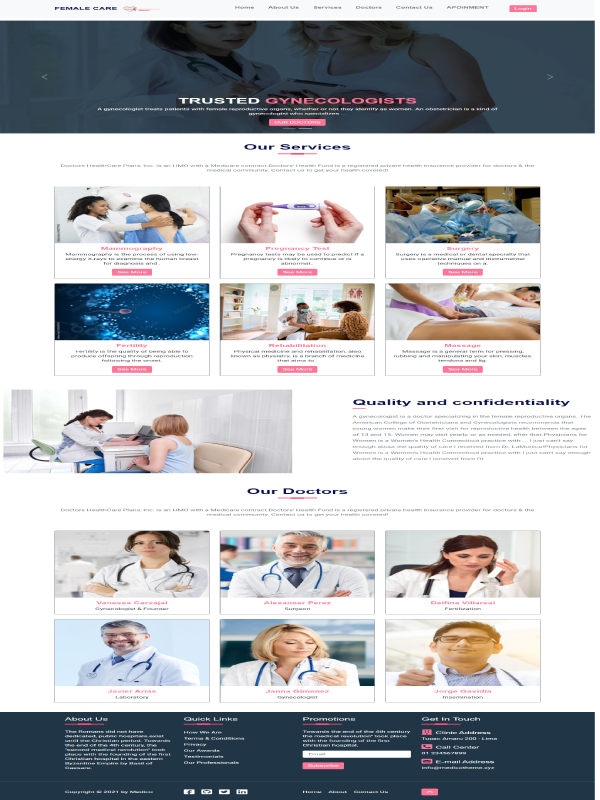 FEMALE CARE
Home About Us Services Doctors Contact Us APOINMENT Login
TRUSTED GYNECOLOGISTS
A gynecologist treats patients with female reproductive organs, whether or not they identify as woman. An obstetrician is a kind of
gynecologist who specializes ...
OUR DOCTORS
Our Services
Doctors HealthCare Plans, Inc. is an HMO with a Medicare contract.Doctors' Health Fund is a registered private health insurance provider for doctors & the
medical community. Contact us to get your health covered!
Mammography
Mammography is the process of using low-
energy X-rays to examine the human breast
for diagnosis and .
See More
Pregnancy Test
Pregnancy tests may be used to predict if a
pregnancy is likely to continue or is
abnormal..
See More
Surgery
Surgery is a medical or dental specialty that
uses operative manual and instrumental
techniques on a.
See More
Fertility
Fertility is the quality of being able to
produce offspring through reproduction
following the onset.
See More
Rehabilitation
Physical medicine and rehabilitation, also
known as physiatry, is a branch of medicine
that aims to .
See More
Massage
Massage is a general term for pressing,
rubbing and manipulating your skin, muscles,
tendons and lig.
See More
Quality and confidentiality
A ganecologist is a doctor specializing in the female reproductive organs. The
American College of Obstetricians and Gynecologists recommends that
young women make their first visit for reproductive health between the ages
of 13 and 15. Women may visit yearly or as needed, after that.Physicians for
Women is a Women's Health Connecticut practice with ... I just can't say
enough about the quality of care I received from Dr. LaMonica!Physicians for
Women is a Women's Health Connecticut practice with I just can't say enough
about the quality of care I received from Dr.
Our Doctors
Doctors HealthCare Plans, Inc. is an HMO with a Medicare contract.Doctors' Health Fund is a registered private health insurance provider for doctors & the
medical community. Contact us to get your health covered!
Vanessa Carvajal
Gynecologist & Founder
Alexaneer Perez
Surgeon
Delfina Villareal
Fertilization
Javier Arias
Laboratory
Janna Gimenez
Gynecologist
Jorge Gavidia
Insemination
About Us
The Romans did not have
dedicated, public hospitals.exist
until the Christian period. Towards
the end of the 4th century, the
"second medical revolution" took
place with the founding of the first
Christian hospital in the eastern
Byzantine Empire by Basil of
Caesare.
Quick Links
How We Are
Terms & Conditions
Privacy
Our Awards
Testimonials
Our Professionals
Promotions
Towards the end of the 4th century
the medical revolution" took place
with the founding of the first
Christian hospital.
Email
Subscribe
Get In Touch
Clinic Address
Tupac Amaru 200 - Lima
Call Center
01 234567899
E-mail Address
info@medicotheme.xyz
Copyright © 2021 by Medico
Home About Contact Us